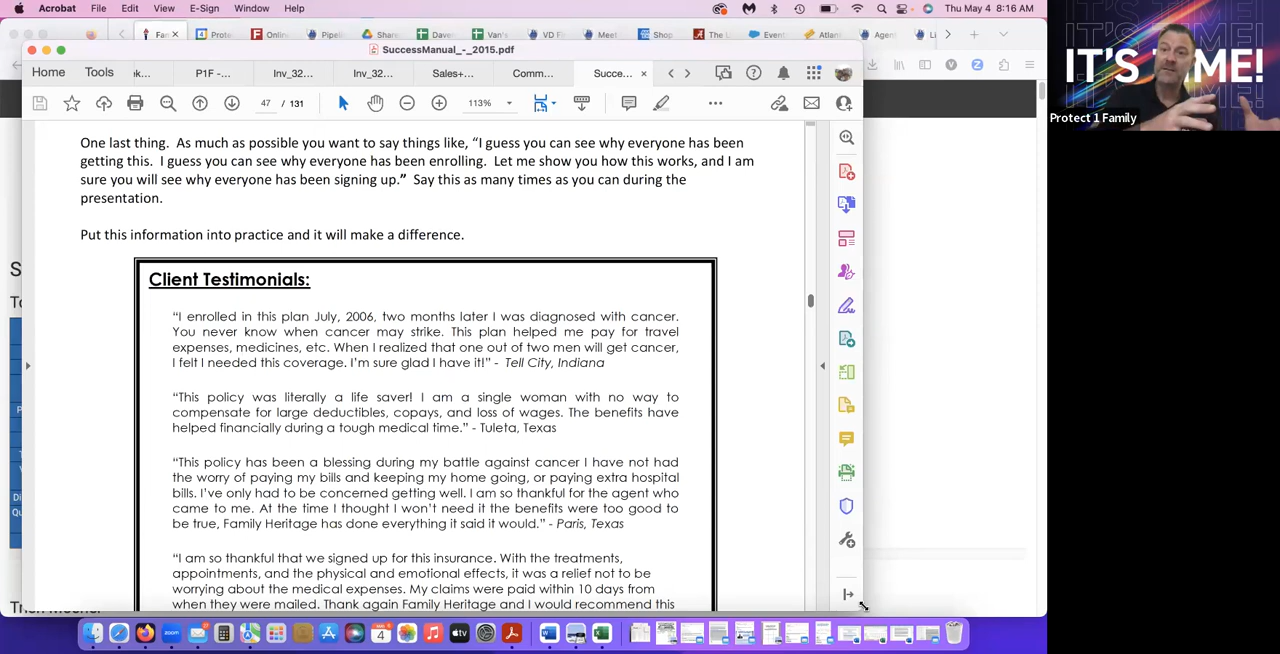 Acrobat File Edit View E-Sign Window Help Thu May 4 8:16 AM
SuccessManual_-_2015.pdf
Home Tools P1F -... Inv_32... Inv_32... Sales+... Comm... Succe... ×
47 / 131 113%
One last thing. As much as possible you want to say things like, “I guess you can see why everyone has been
getting this. I guess you can see why everyone has been enrolling. Let me show you how this works, and I am
sure you will see why everyone has been signing up.” Say this as many times as you can during the
presentation.
Put this information into practice and it will make a difference.
Client Testimonials:
“I enrolled in this plan July, 2006, two months later I was diagnosed with cancer.
You never know when cancer may strike. This plan helped me pay for travel
expenses, medicines, etc. When I realized that one out of two men will get cancer,
I felt I needed this coverage. I’m sure glad I have it!” - Tell City, Indiana
“This policy was literally a life saver! I am a single woman with no way to
compensate for large deductibles, copays, and loss of wages. The benefits have
helped financially during a tough medical time.” - Tuleta, Texas
“This policy has been a blessing during my battle against cancer I have not had
the worry of paying my bills and keeping my home going, or paying extra hospital
bills. I’ve only had to be concerned getting well. I am so thankful for the agent who
came to me. At the time I thought I won’t need it the benefits were too good to
be true, Family Heritage has done everything it said it would.” - Paris, Texas
“I am so thankful that we signed up for this insurance. With the treatments,
appointments, and the physical and emotional effects, it was a relief not to be
worrying about the medical expenses. My claims were paid within 10 days from
when they were mailed. Thank again Family Heritage and I would recommend this
IT'S TIME!
Protect 1 Family